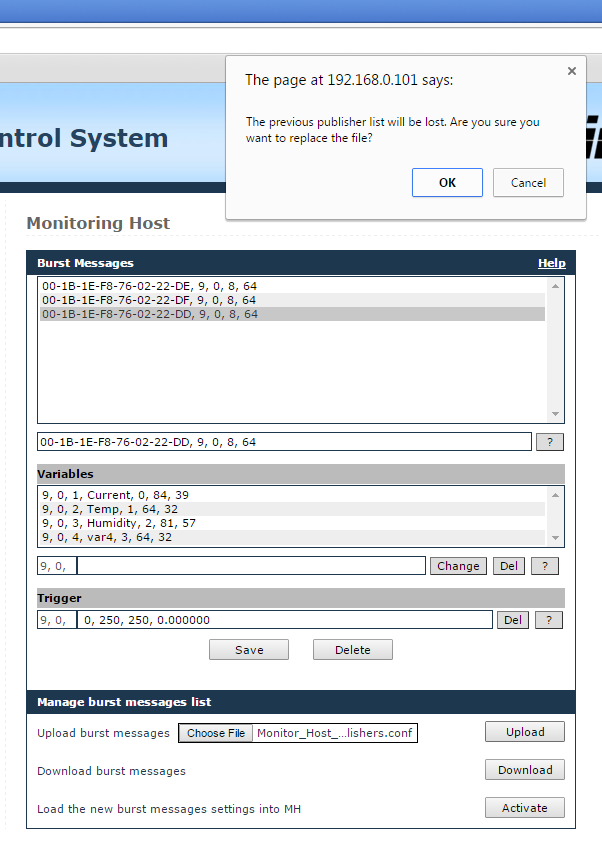 The page at 192.168.0.101 says:
The previous publisher list will be lost. Are you sure you
want to replace the file?
OK Cancel
ntrol System
Monitoring Host
Burst Messages Help
00-1B-1E-F8-76-02-22-DE, 9, 0, 8, 64
00-1B-1E-F8-76-02-22-DF, 9, 0, 8, 64
00-1B-1E-F8-76-02-22-DD, 9, 0, 8, 64
00-1B-1E-F8-76-02-22-DD, 9, 0, 8, 64 ?
Variables
9, 0, 1, Current, 0, 84, 39
9, 0, 2, Temp, 1, 64, 32
9, 0, 3, Humidity, 2, 81, 57
9, 0, 4, var4, 3, 64, 32
9, 0, Change Del ?
Trigger
9, 0, 0, 250, 250, 0.000000 Del ?
Save Delete
Manage burst messages list
Upload burst messages Choose File Monitor_Host_...lishers.conf Upload
Download burst messages Download
Load the new burst messages settings into MH Activate